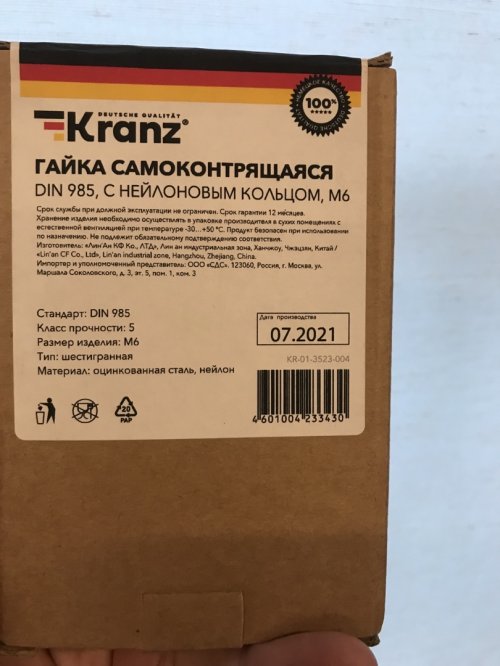 DEUTSCHE QUALITÄT
Kranz®
100%
ГАЙКА САМОКОНТРЯЩАЯСЯ
DIN 985, С НЕЙЛОНОВЫМ КОЛЬЦОМ, М6
Срок службы при должной эксплуатации не ограничен. Срок гарантии 12 месяцев.
Хранение изделия необходимо осуществлять в упаковке производителя в сухих помещениях с
естественной вентиляцией при температуре -30...+50 °С. Продукт безопасен при использовании
по назначению. Не подлежит обязательному подтверждению соответствия.
Изготовитель: «Лин'Ан КФ Ко., ЛТД», Лин ан индустриальная зона, Ханчжоу, Чжэцзян, Китай /
«Lin'an CF Co., Ltd», Lin'an industrial zone, Hangzhou, Zhejiang, China.
Импортер и уполномоченный представитель: ООО «СДС». 123060, Россия, г. Москва, ул.
Маршала Соколовского, д. 3, эт. 5, пом. 1, ком. 3
Стандарт: DIN 985
Класс прочности: 5
Размер изделия: М6
Тип: шестигранная
Материал: оцинкованная сталь, нейлон
Дата производства
07.2021
KR-01-3523-004
20
PAP
4601004233430